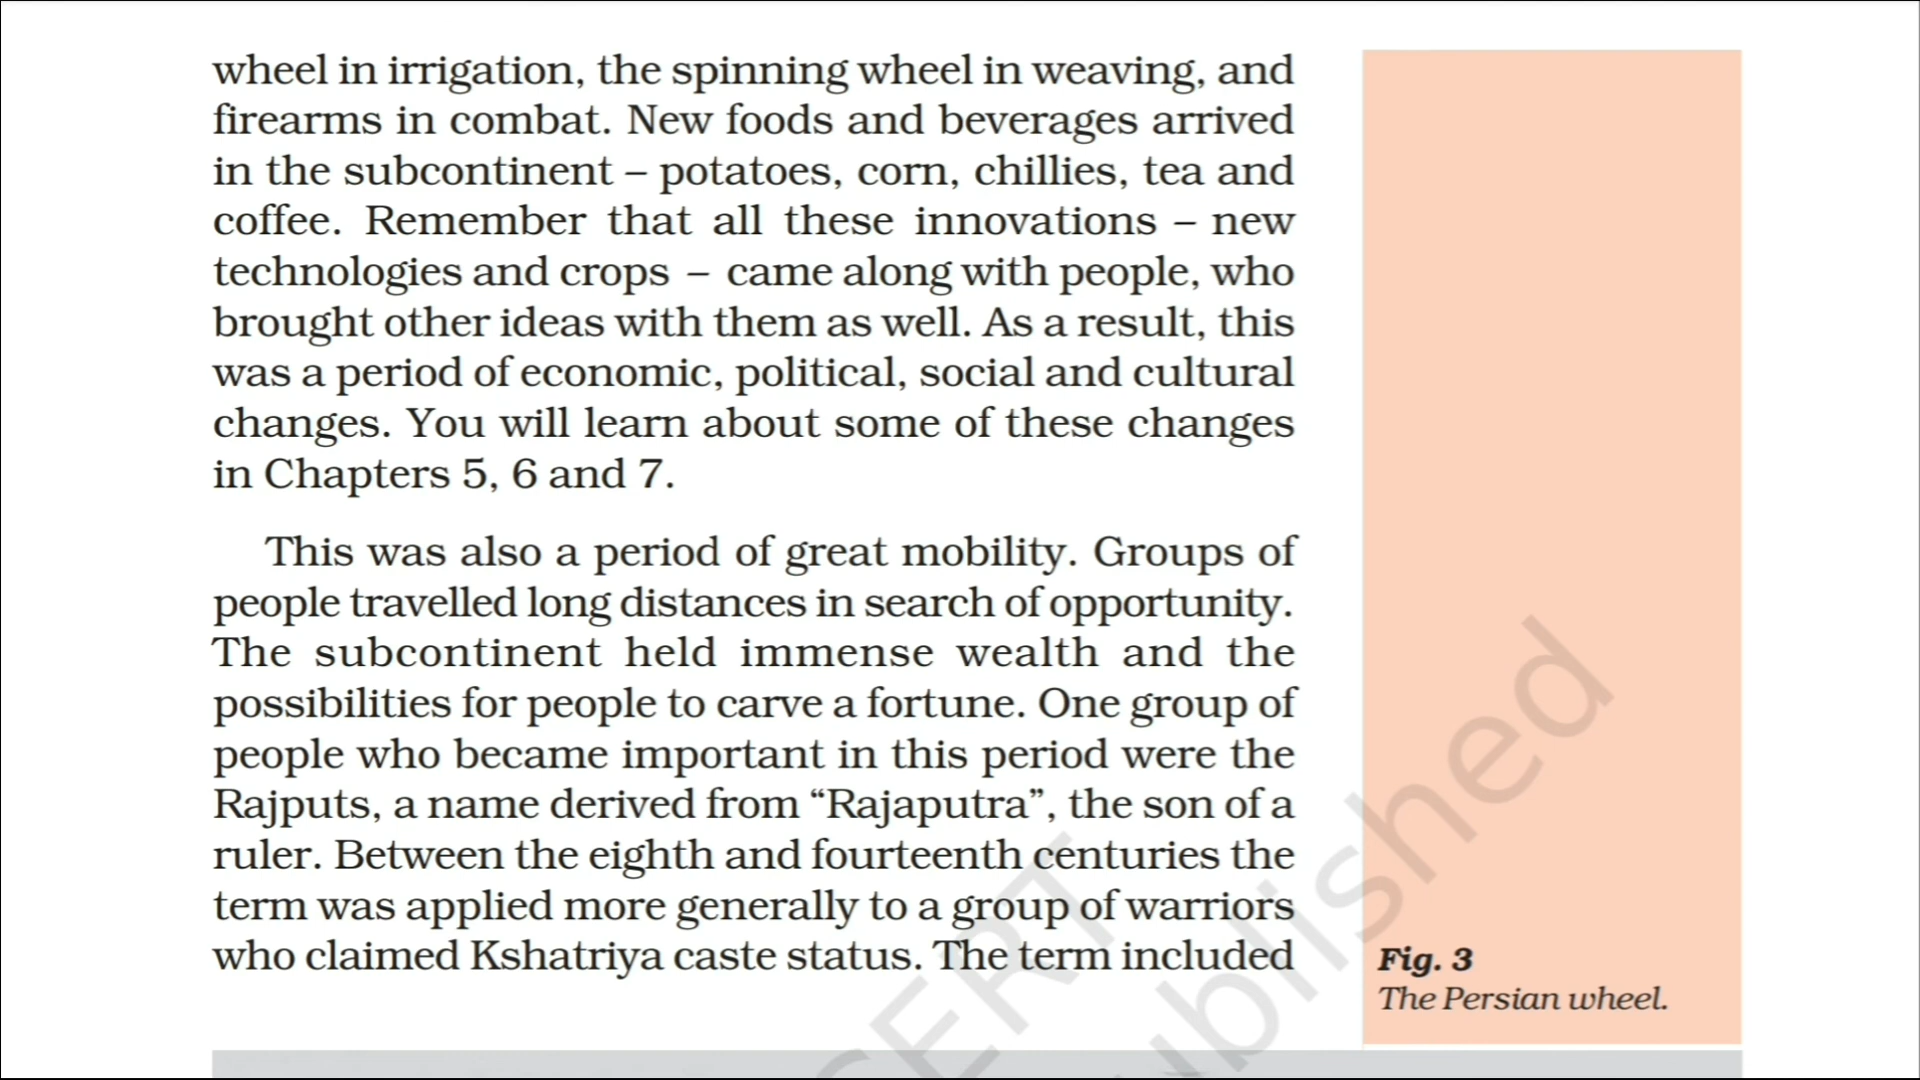 wheel in irrigation, the spinning wheel in weaving, and
firearms in combat. New foods and beverages arrived
in the subcontinent – potatoes, corn, chillies, tea and
coffee. Remember that all these innovations – new
technologies and crops – came along with people, who
brought other ideas with them as well. As a result, this
was a period of economic, political, social and cultural
changes. You will learn about some of these changes
in Chapters 5, 6 and 7.
This was also a period of great mobility. Groups of
people travelled long distances in search of opportunity.
The subcontinent held immense wealth and the
possibilities for people to carve a fortune. One group of
people who became important in this period were the
Rajputs, a name derived from “Rajaputra”, the son of a
ruler. Between the eighth and fourteenth centuries the
term was applied more generally to a group of warriors
who claimed Kshatriya caste status. The term included
Fig. 3
The Persian wheel.